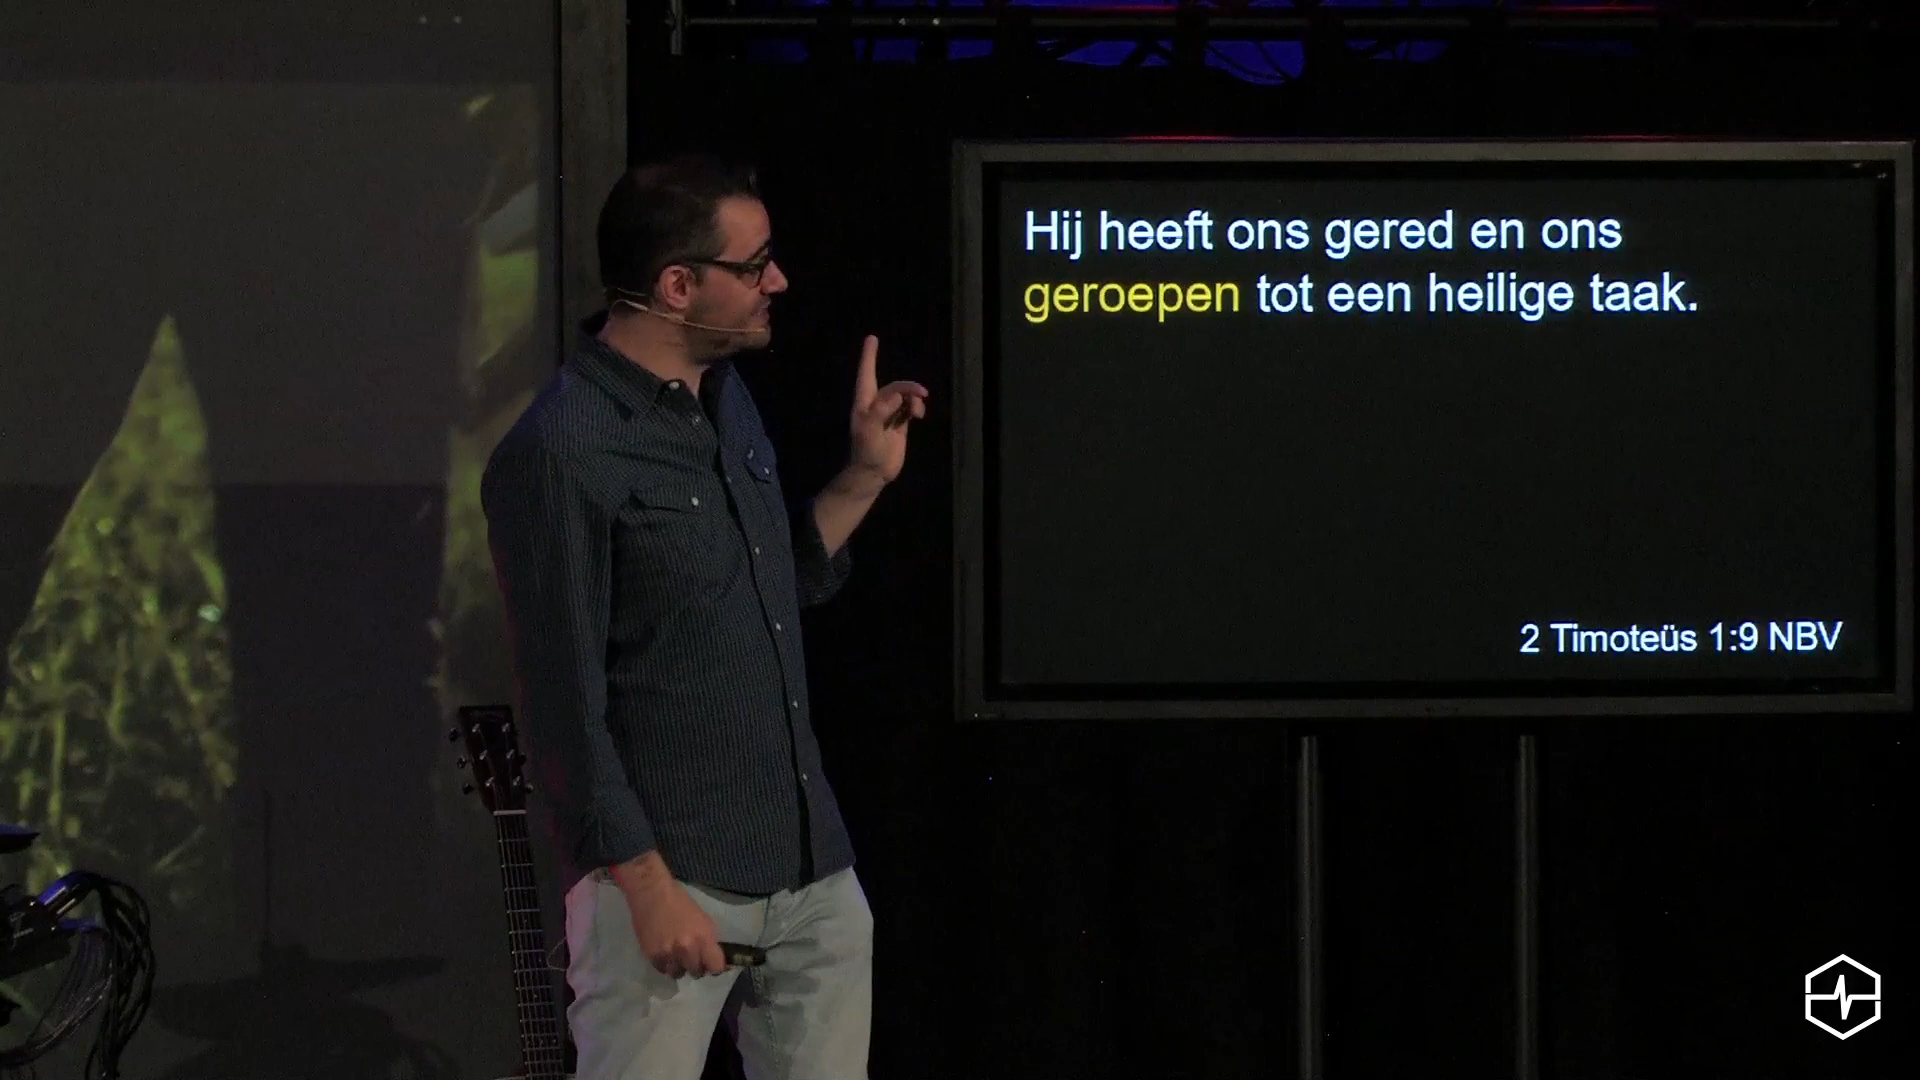 Hij heeft ons gered en ons
geroepen tot een heilige taak.
2 Timoteüs 1:9 NBV